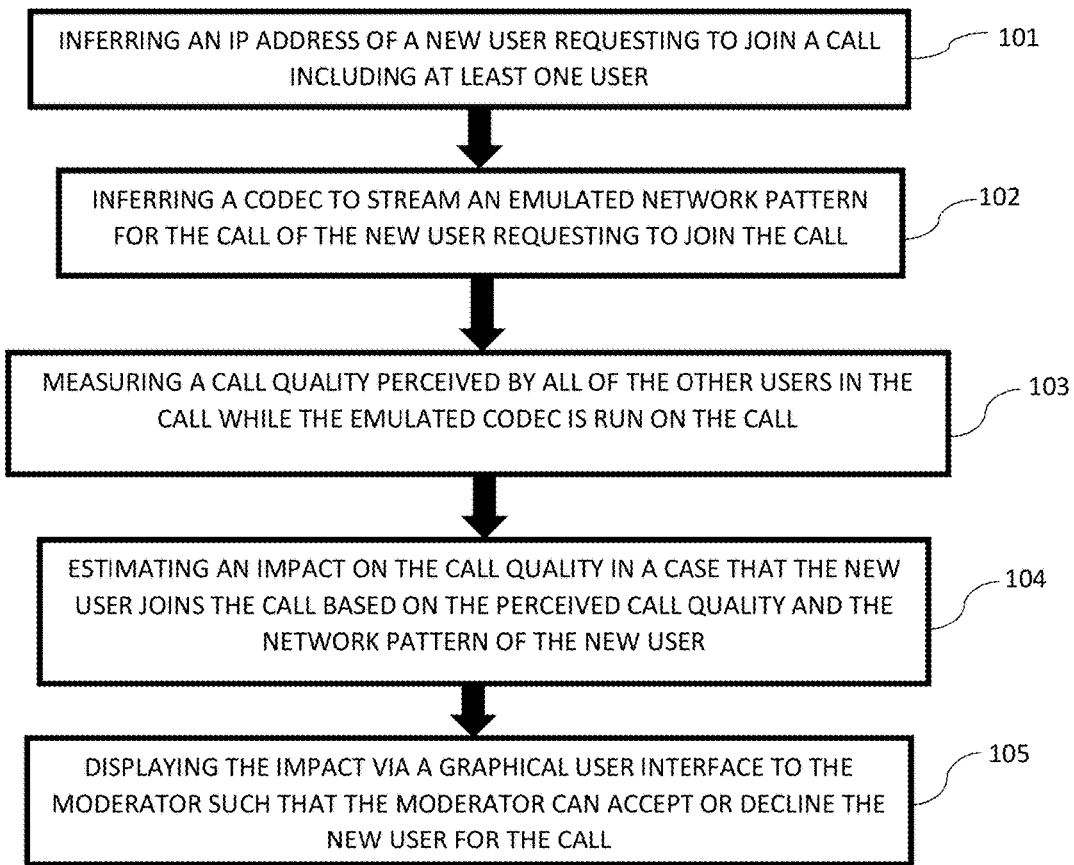 INFERRING AN IP ADDRESS OF A NEW USER REQUESTING TO JOIN A CALL
INCLUDING AT LEAST ONE USER
101
INFERRING A CODEC TO STREAM AN EMULATED NETWORK PATTERN
FOR THE CALL OF THE NEW USER REQUESTING TO JOIN THE CALL
102
MEASURING A CALL QUALITY PERCEIVED BY ALL OF THE OTHER USERS IN THE
CALL WHILE THE EMULATED CODEC IS RUN ON THE CALL
103
ESTIMATING AN IMPACT ON THE CALL QUALITY IN A CASE THAT THE NEW
USER JOINS THE CALL BASED ON THE PERCEIVED CALL QUALITY AND THE
NETWORK PATTERN OF THE NEW USER
104
DISPLAYING THE IMPACT VIA A GRAPHICAL USER INTERFACE TO THE
MODERATOR SUCH THAT THE MODERATOR CAN ACCEPT OR DECLINE THE
NEW USER FOR THE CALL
105